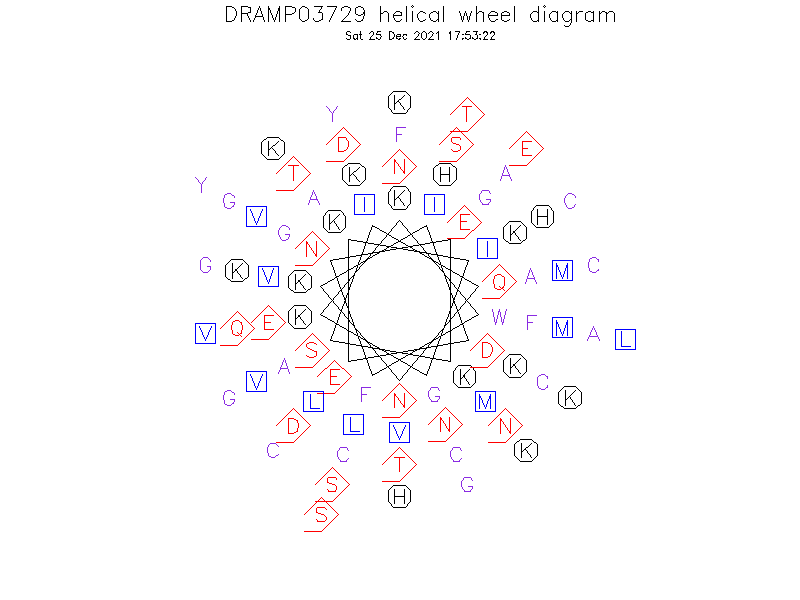 DRAMP03729 helical wheel diagram
Sat 25 Dec 2021 17:53:22
K
Y T
F
D S
K E
N
T K H A
K
Y A I I G C
G V K E H
G K
N I
G K V K Q A M C
V Q E K W F M A L
S D
A K K
G V E C
L F N G M K
L V N N
D
C C T C K
S H G
S